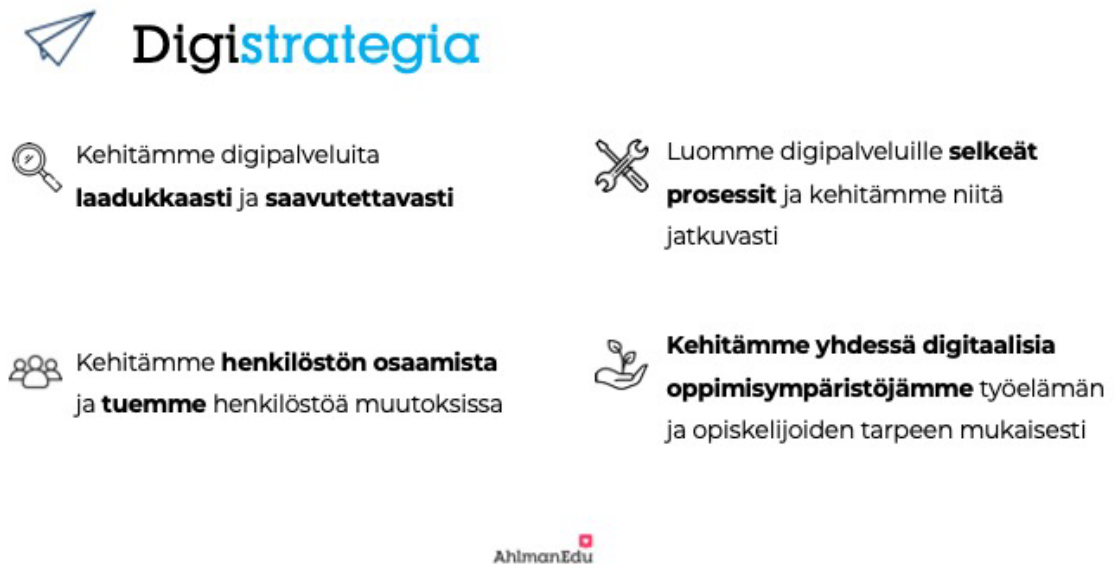 Digistrategia
Kehitämme digipalveluita
laadukkaasti ja saavutettavasti
Luomme digipalveluille selkeät
prosessit ja kehitämme niitä
jatkuvasti
Kehitämme henkilöstön osaamista
ja tuemme henkilöstöä muutoksissa
Kehitämme yhdessä digitaalisia
oppimisympäristöjämme työelämän
ja opiskelijoiden tarpeen mukaisesti
AhlmanEdu